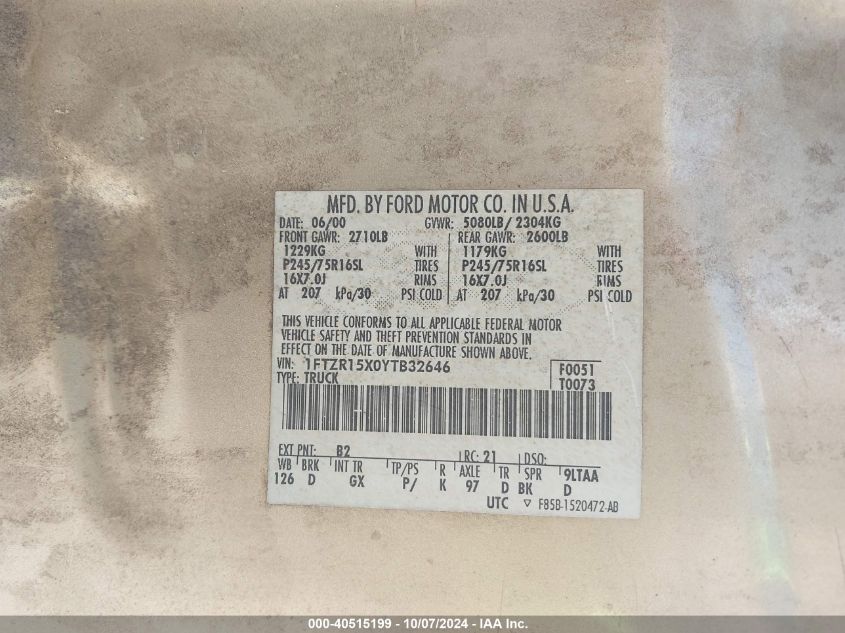 MFD. BY FORD MOTOR CO. IN U.S.A.
DATE: 06/00 GVWR: 5080LB/ 2304KG
FRONT GAWR: 2710LB REAR GAWR: 2600LB
1229KG WITH 1179KG WITH
P245/75R16SL TIRES P245/75R16SL TIRES
16X7.0J RIMS 16X7.0J RIMS
AT 207 kPa/30 PSI COLD AT 207 kPa/30 PSI COLD
THIS VEHICLE CONFORMS TO ALL APPLICABLE FEDERAL MOTOR
VEHICLE SAFETY AND THEFT PREVENTION STANDARDS IN
EFFECT ON THE DATE OF MANUFACTURE SHOWN ABOVE.
VIN: 1FTZR15X0YTB32646 F0051
TYPE: TRUCK T0073
EXT PNT: B2 RC: 21 DSO:
WB BRK INT TR TP/PS R AXLE TR SPR 9LTAA
126 D GX P/ K 97 D BK D
UTC ▽ F85B-1520472-AB
000-40515199 - 10/07/2024 - IAA Inc.